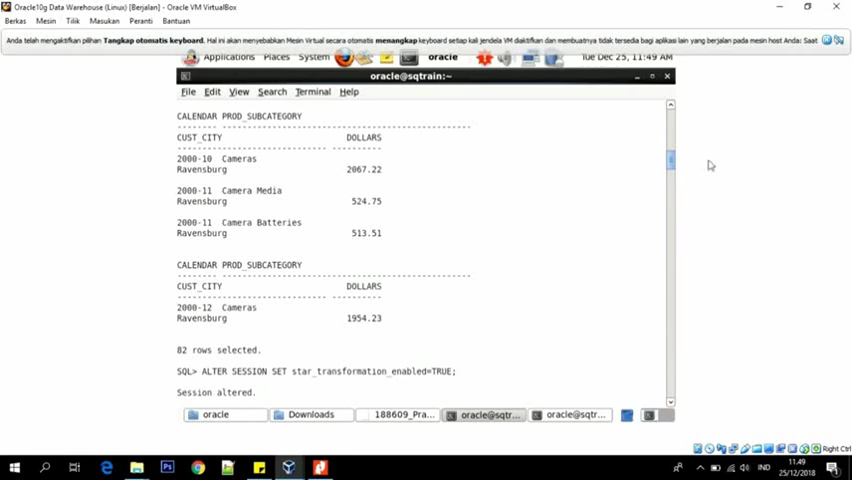 Oracle10g Data Warehouse (Linux) [Berjalan] - Oracle VM VirtualBox
Berkas Mesin Tilik Masukan Peranti Bantuan
Anda telah mengaktifkan pilihan Tangkap otomatis keyboard. Hal ini akan menyebabkan Mesin Virtual secara otomatis menangkap keyboard setiap kali jendela VM diaktifkan dan membuatnya tidak tersedia bagi aplikasi lain yang berjalan pada mesin host Anda: Saat
Applications Places System oracle Tue Dec 25, 11:49 AM
oracle@sqtrain:~
File Edit View Search Terminal Help
CALENDAR PROD_SUBCATEGORY
-------- --------------------------------------------------
CUST_CITY DOLLARS
------------------------------ ----------
2000-10 Cameras
Ravensburg 2067.22
2000-11 Camera Media
Ravensburg 524.75
2000-11 Camera Batteries
Ravensburg 513.51
CALENDAR PROD_SUBCATEGORY
-------- --------------------------------------------------
CUST_CITY DOLLARS
------------------------------ ----------
2000-12 Cameras
Ravensburg 1954.23
82 rows selected.
SQL> ALTER SESSION SET star_transformation_enabled=TRUE;
Session altered.
oracle Downloads 188609_Pra... oracle@sqtr... oracle@sqtr...
Right Ctrl
IND 11.49
25/12/2018